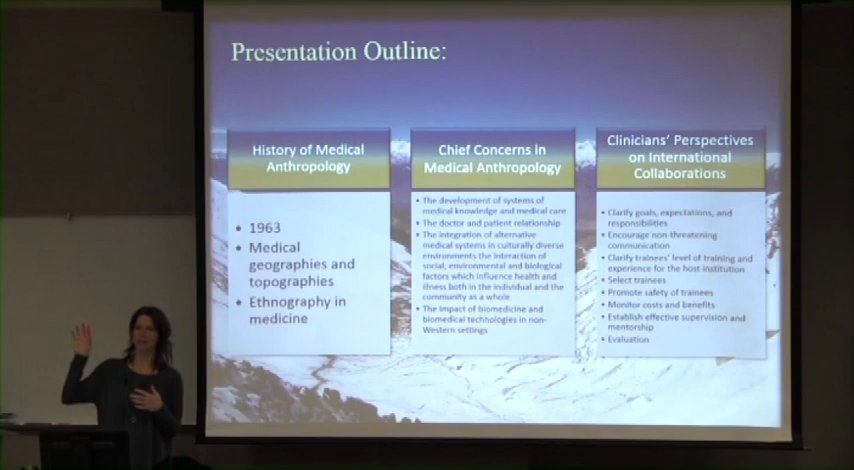 Presentation Outline:
History of Medical
Anthropology
• 1963
• Medical
geographies and
topographies
• Ethnography in
medicine
Chief Concerns in
Medical Anthropology
• The development of systems of
medical knowledge and medical care
• The doctor and patient relationship
• The integration of alternative
medical systems in culturally diverse
environments the interaction of
social, environmental and biological
factors which influence health and
illness both in the individual and the
community as a whole
• The impact of biomedicine and
biomedical technologies in non-
Western settings
Clinicians' Perspectives
on International
Collaborations
• Clarify goals, expectations, and
responsibilities
• Encourage non-threatening
communication
• Clarify trainees' level of training and
experience for the host institution
• Select trainees
• Promote safety of trainees
• Monitor costs and benefits
• Establish effective supervision and
mentorship
• Evaluation